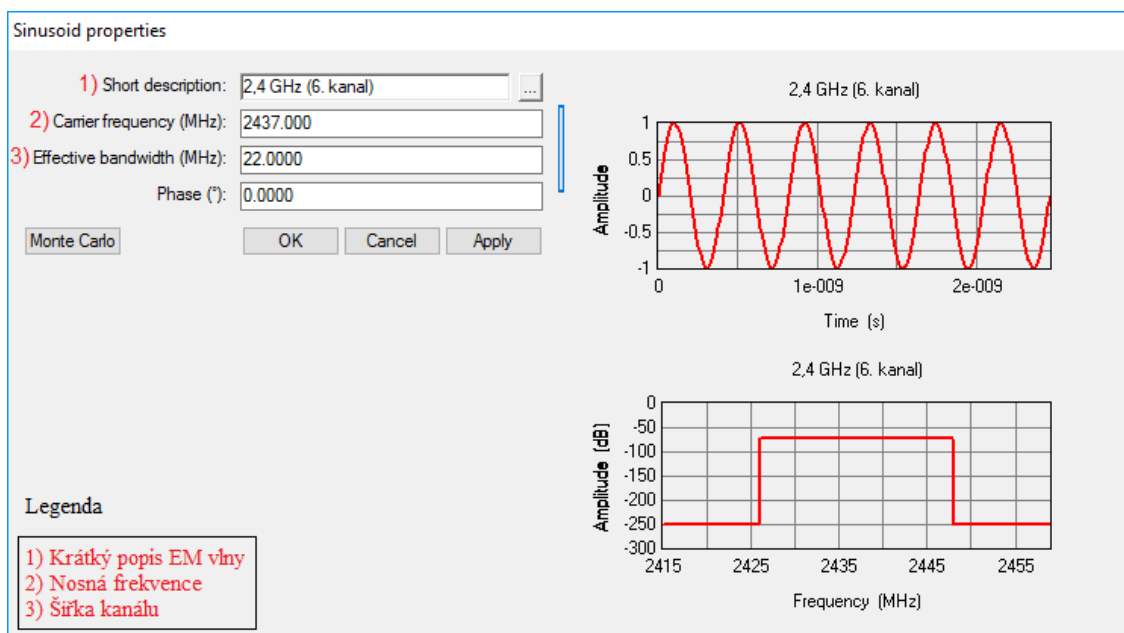 Sinusoid properties
1) Short description: 2,4 GHz (6. kanal) ...
2) Carrier frequency (MHz): 2437.000
3) Effective bandwidth (MHz): 22.0000
Phase (°): 0.0000
Monte Carlo OK Cancel Apply
2,4 GHz (6. kanal)
Amplitude
1
0.5
0
-0.5
-1
0 1e-009 2e-009
Time (s)
2,4 GHz (6. kanal)
Amplitude (dB)
0
-50
-100
-150
-200
-250
-300
2415 2425 2435 2445 2455
Frequency (MHz)
Legenda
1) Krátký popis EM vlny
2) Nosná frekvence
3) Šiřka kanálu